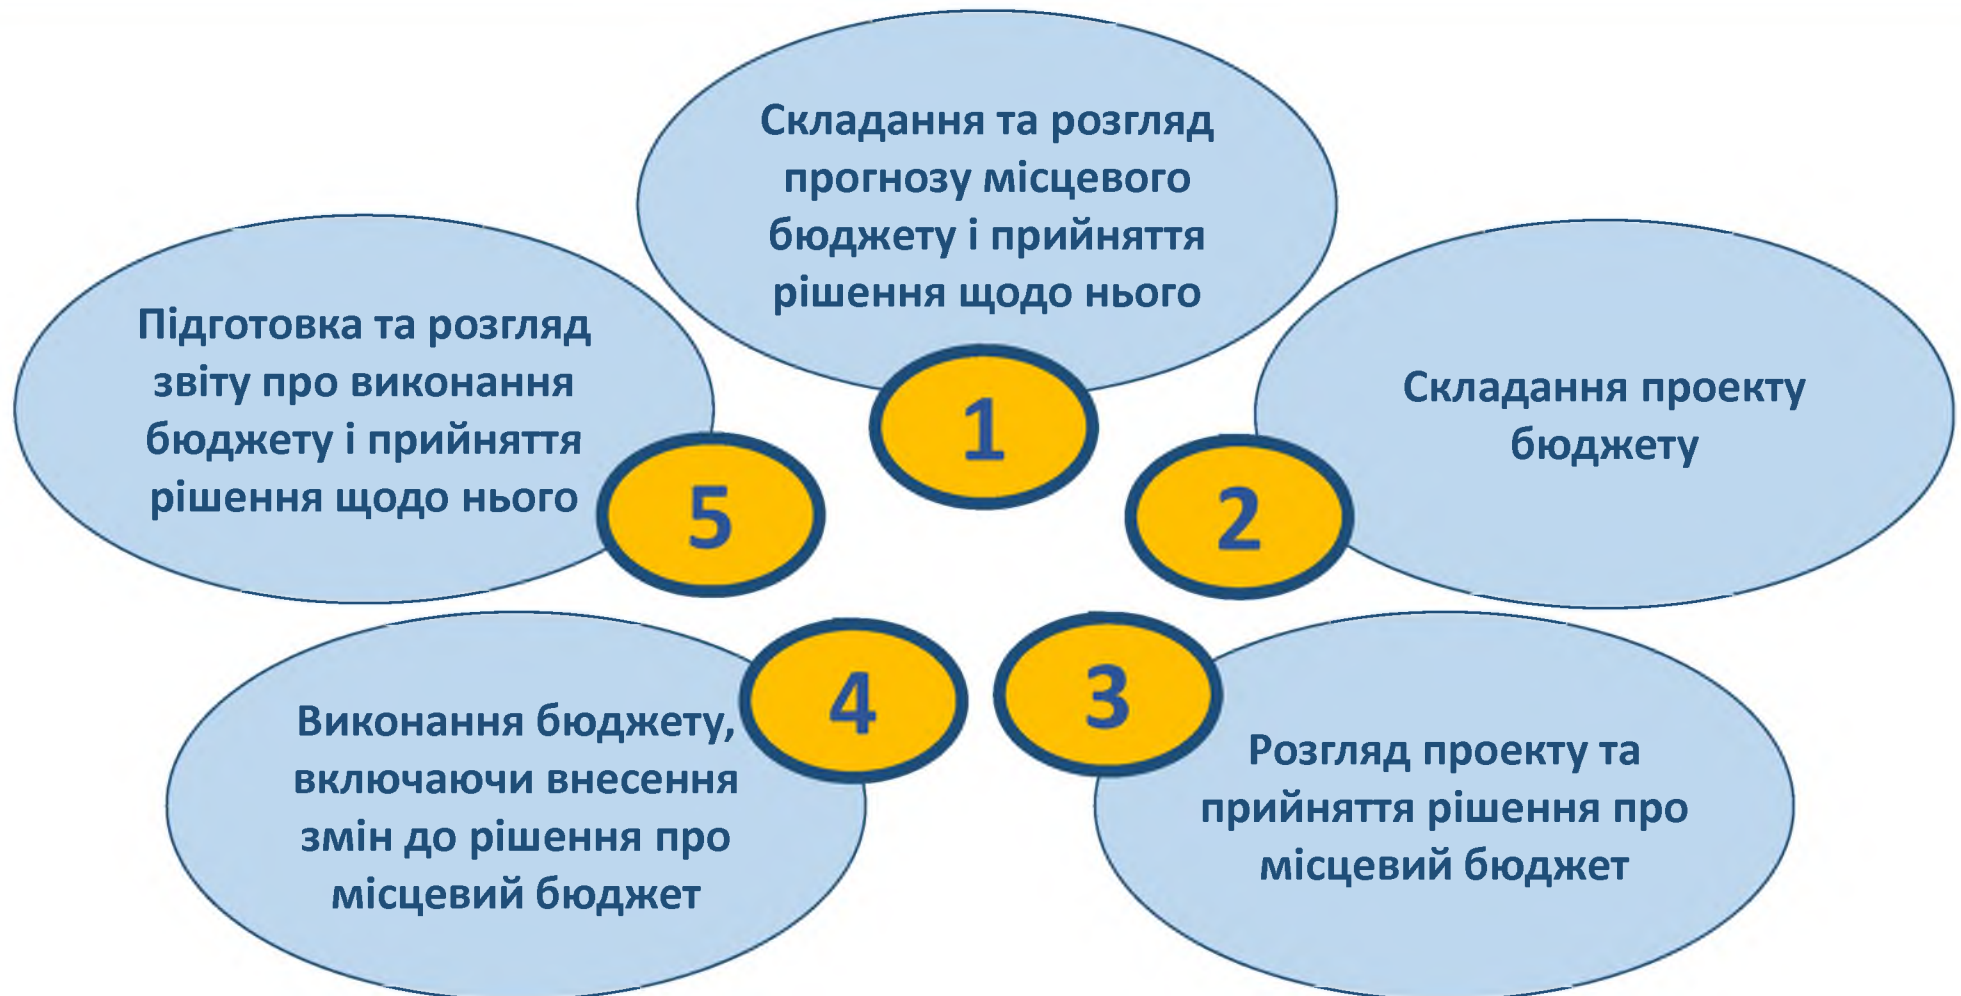 Складання та розгляд
прогнозу місцевого
бюджету і прийняття
рішення щодо нього
1
Складання проекту
бюджету
2
Розгляд проекту та
прийняття рішення про
місцевий бюджет
3
Виконання бюджету,
включаючи внесення
змін до рішення про
місцевий бюджет
4
Підготовка та розгляд
звіту про виконання
бюджету і прийняття
рішення щодо нього
5